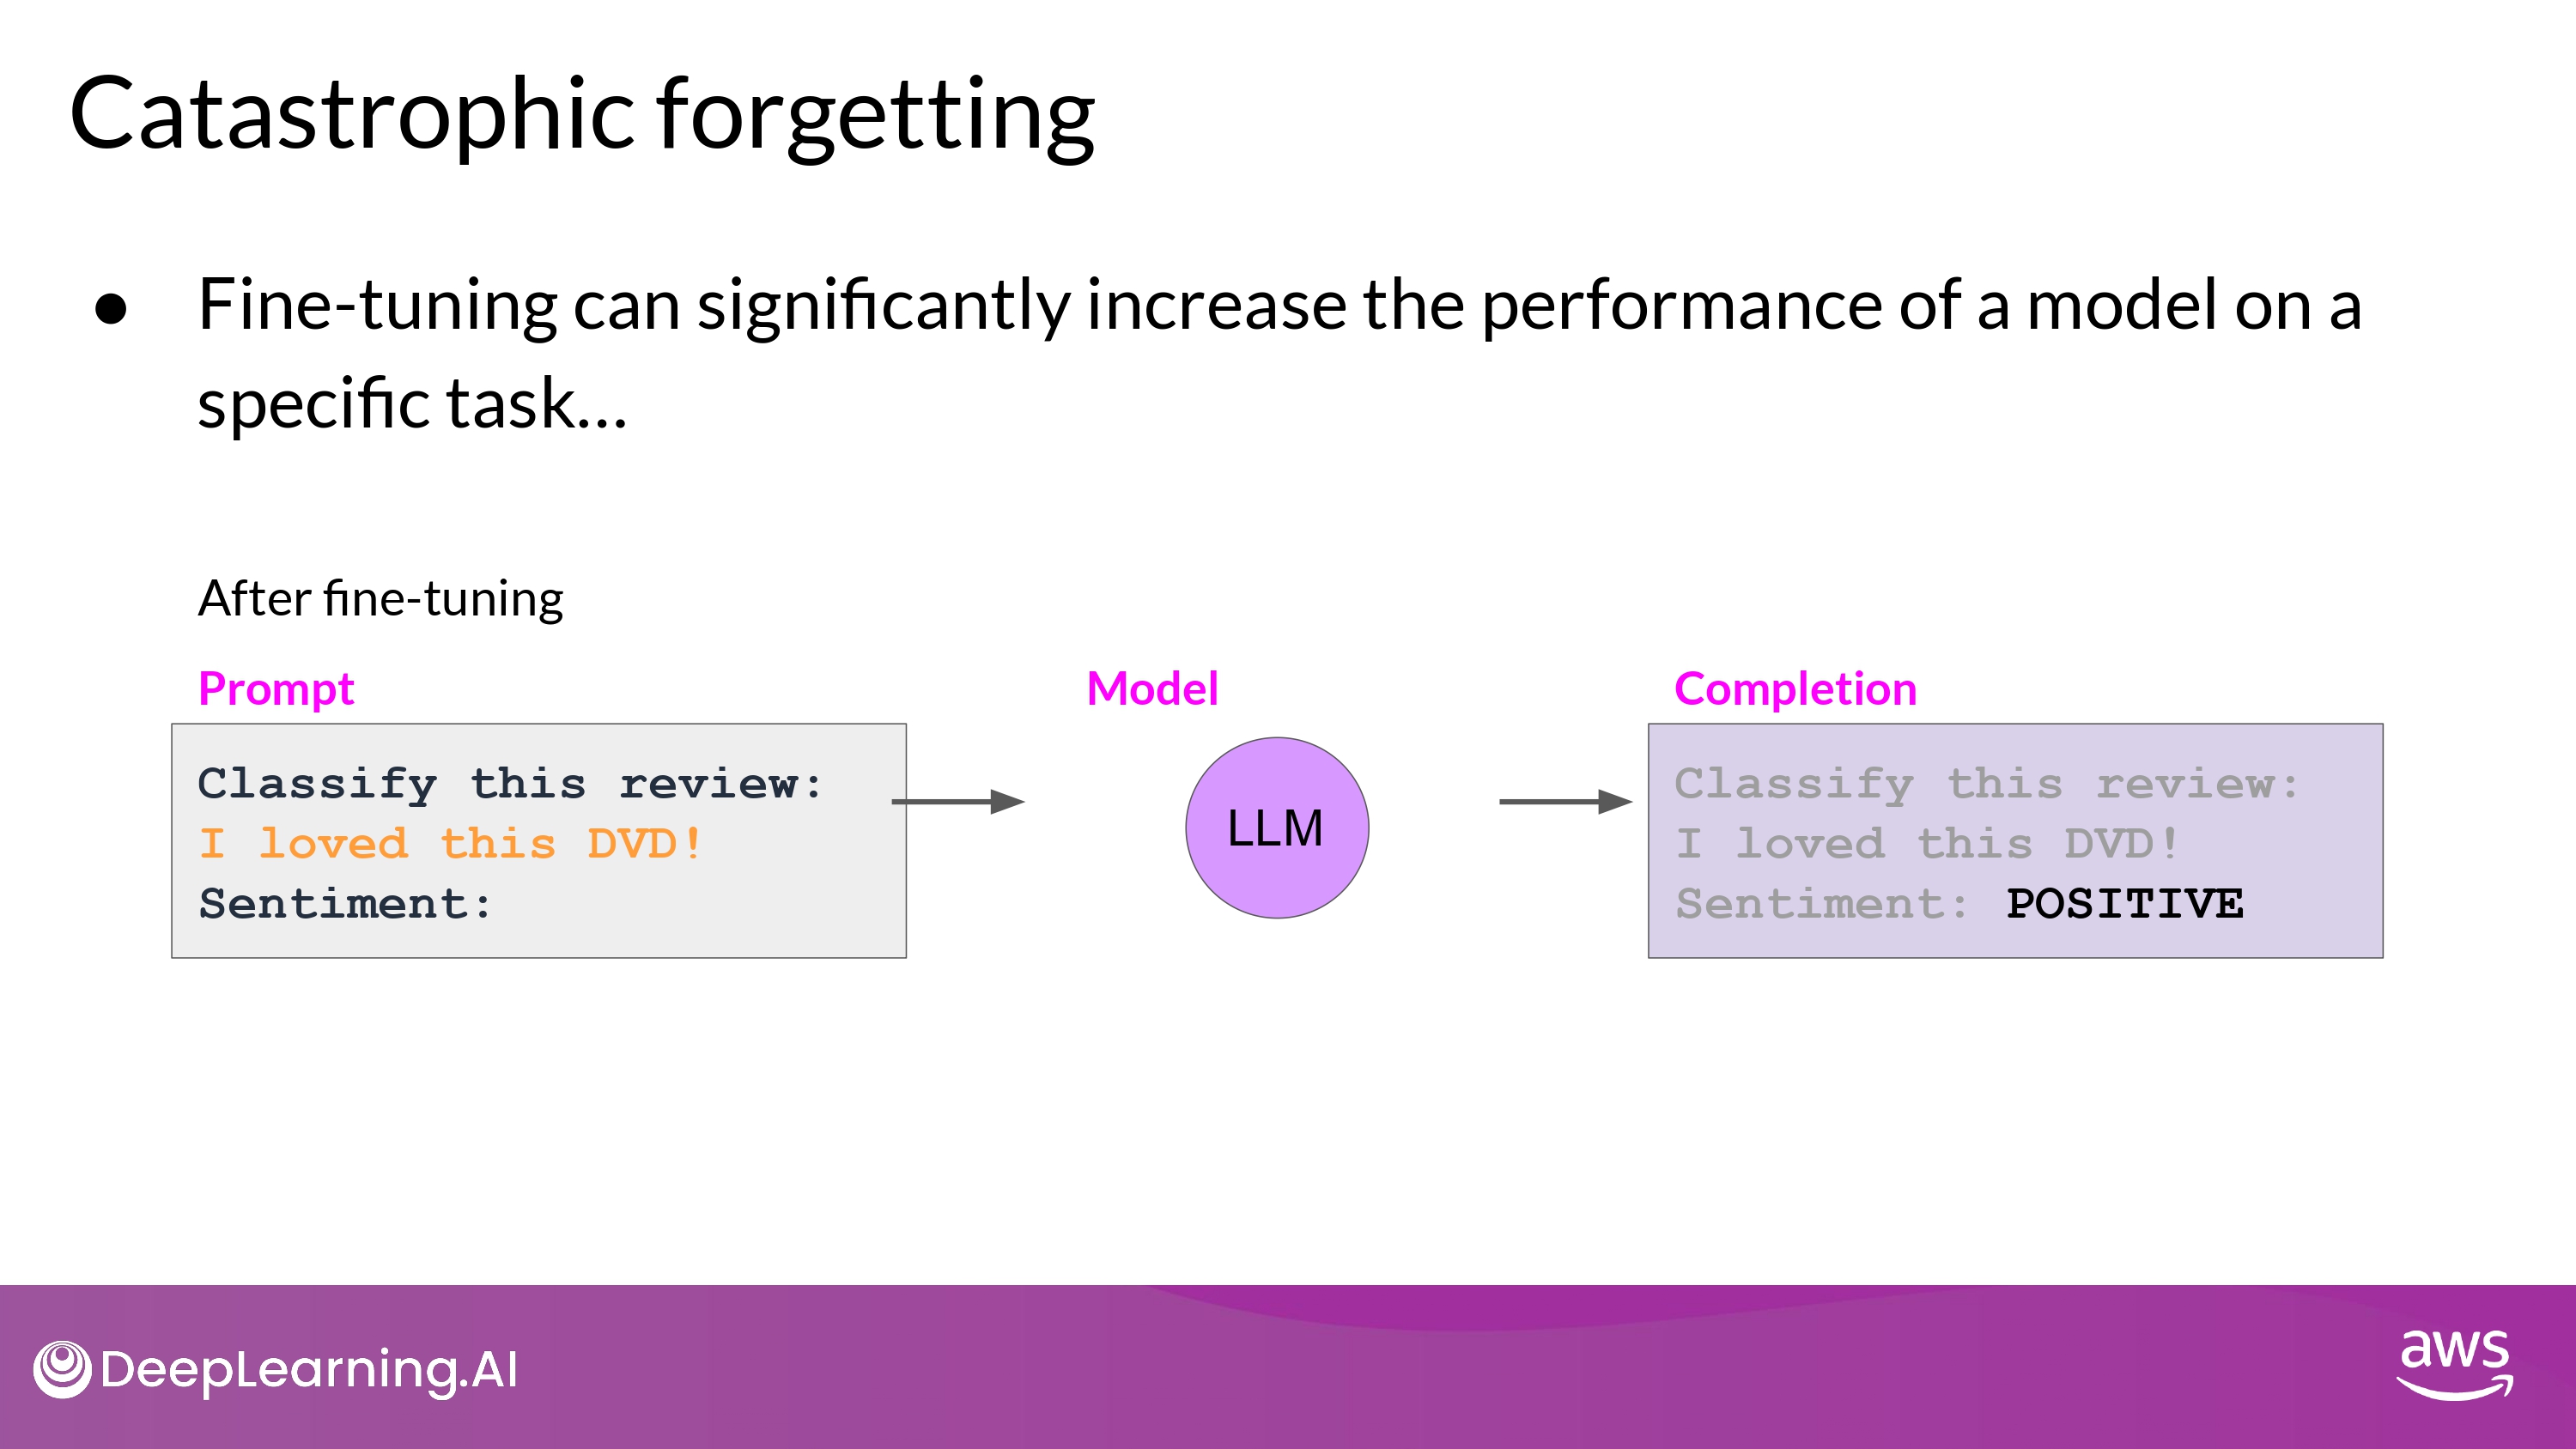 Catastrophic forgetting
● Fine-tuning can significantly increase the performance of a model on a
specific task…
After fine-tuning
Prompt
Model
Completion
Classify this review:
I loved this DVD!
Sentiment:
LLM
Classify this review:
I loved this DVD!
Sentiment: POSITIVE
DeepLearning.AI
aws